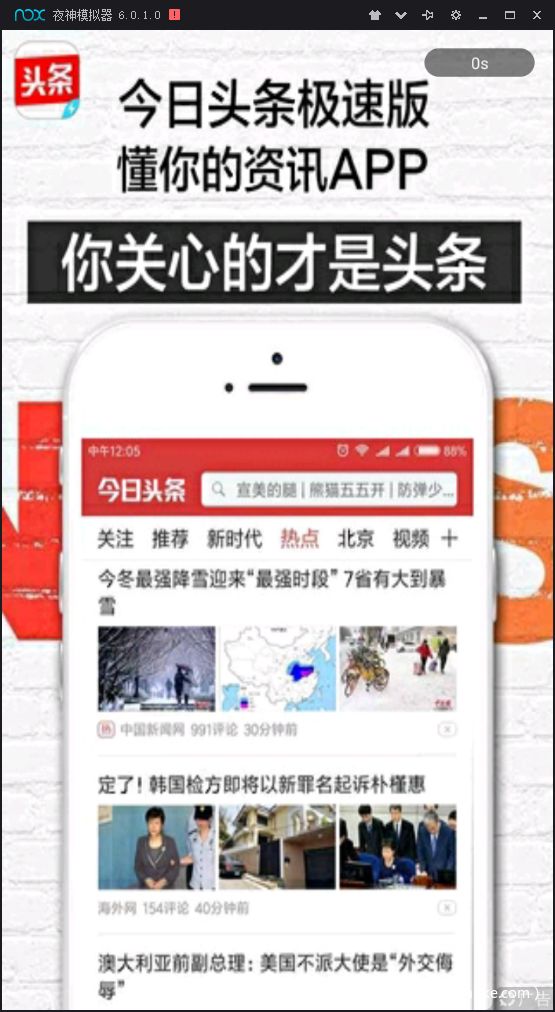 nox 夜神模拟器 6.0.1.0
头条
0s
今日头条极速版
懂你的资讯APP
你关心的才是头条
中午12:05 88%
今日头条 宣美的腿 | 熊猫五五开 | 防弹少...
关注 推荐 新时代 热点 北京 视频
今冬最强降雪迎来“最强时段” 7省有大到暴
雪
热 中国新闻网 991评论 30分钟前
定了! 韩国检方即将以新罪名起诉朴槿惠
海外网 154评论 40分钟前
澳大利亚前副总理: 美国不派大使是“外交侮
辱”
广告